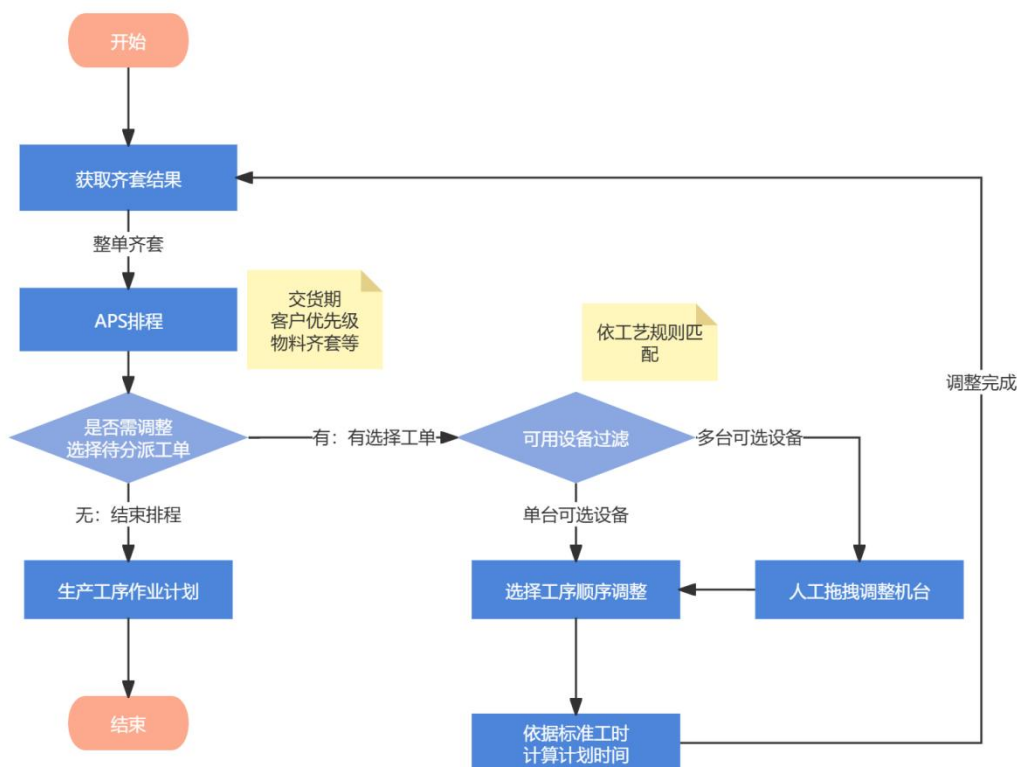 开始
获取齐套结果
整单齐套
APS排程
交货期
客户优先级
物料齐套等
依工艺规则匹
配
调整完成
是否需调整
选择待分派工单
有：有选择工单
可用设备过滤
多台可选设备
无：结束排程
单台可选设备
生产工序作业计划
选择工序顺序调整
人工拖拽调整机台
结束
依据标准工时
计算计划时间